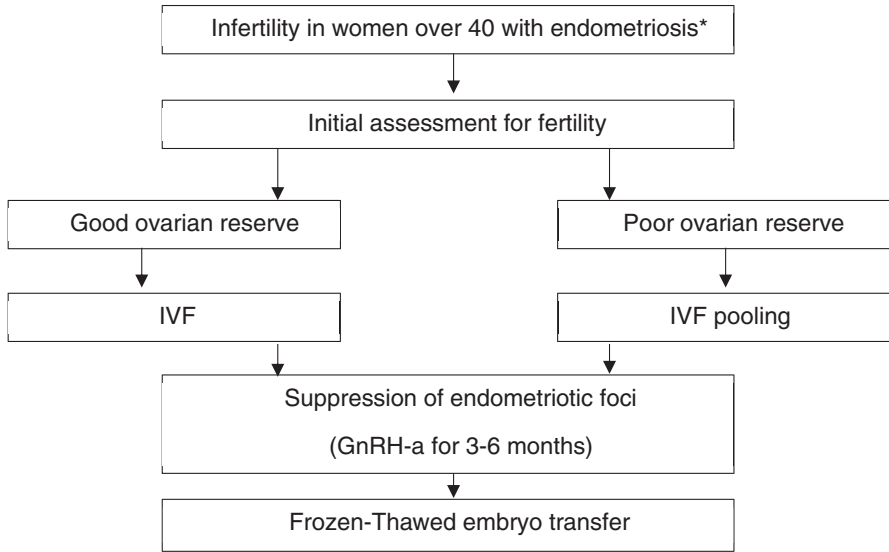 Infertility in women over 40 with endometriosis*
Initial assessment for fertility
Good ovarian reserve
Poor ovarian reserve
IVF
IVF pooling
Suppression of endometriotic foci
(GnRH-a for 3-6 months)
Frozen-Thawed embryo transfer